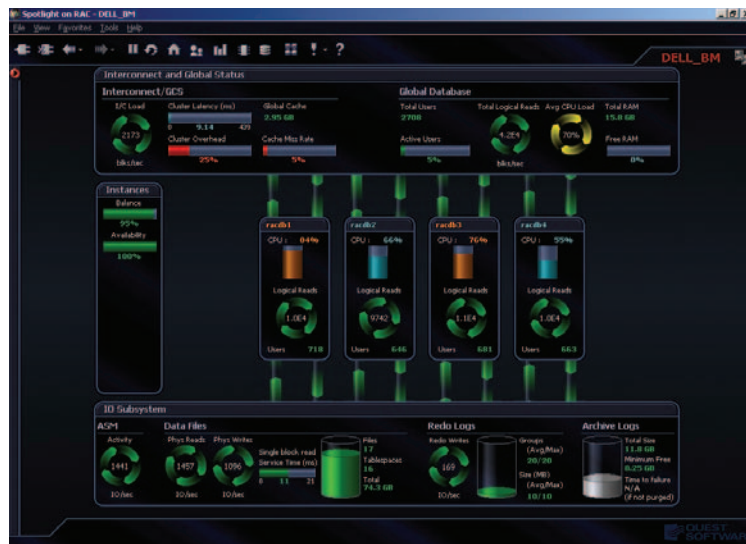 Spotlight on RAC - DELL_BM
File View Favorites Tools Help
DELL_BM
Interconnect and Global Status
Interconnect/GCS
Global Database
I/C Load
Cluster Latency (ms)
Global Cache
2.95 GB
Total Users
2700
Total Logical Reads
Avg CPU Load
Total RAM
15.8 GB
2173
0 9.14 429
4.2E4
70%
Cluster Overhead
Cache Miss Rate
Active Users
Free RAM
25%
5%
5%
0%
blks/sec
blks/sec
Instances
Balance
95%
Availability
100%
racdb1
CPU : 84%
Logical Reads
1.0E4
Users 718
racdb2
CPU : 66%
Logical Reads
9742
Users 646
racdb3
CPU : 76%
Logical Reads
1.1E4
Users 681
racdb4
CPU : 55%
Logical Reads
1.0E4
Users 663
IO Subsystem
ASM
Activity
1441
IO/sec
Data Files
Phys Reads
1457
IO/sec
Phys Writes
1096
IO/sec
Single block read
Service Time (ms)
0 11 21
Files
17
Tablespaces
16
Total
74.3 GB
Redo Logs
Redo Writes
169
IO/sec
Groups
(Avg/Max)
20/20
Size (MB)
(Avg/Max)
10/10
Archive Logs
Total Size
11.8 GB
Minimum Free
8.25 GB
Time to failure
N/A
(if not purged)
QUEST
SOFTWARE